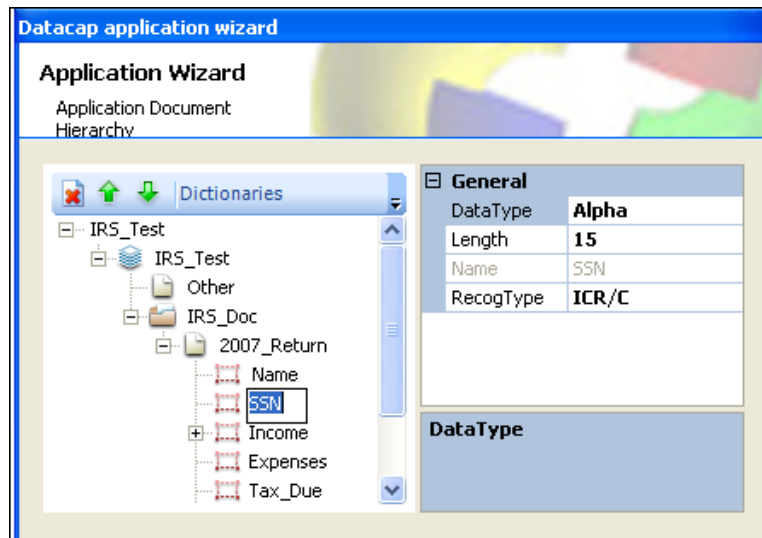 Datacap application wizard
Application Wizard
Application Document
Hierarchy
Dictionaries
IRS_Test
IRS_Test
Other
IRS_Doc
2007_Return
Name
SSN
Income
Expenses
Tax_Due
General
DataType Alpha
Length 15
Name SSN
RecogType ICR/C
DataType